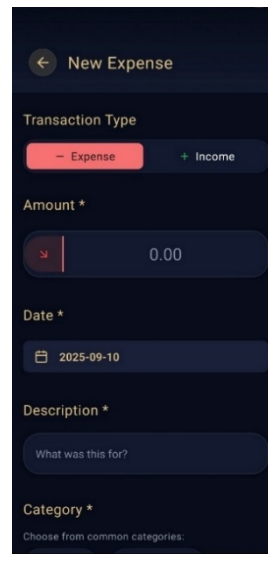 New Expense
Transaction Type
− Expense + Income
Amount *
0.00
Date *
2025-09-10
Description *
What was this for?
Category *
Choose from common categories: